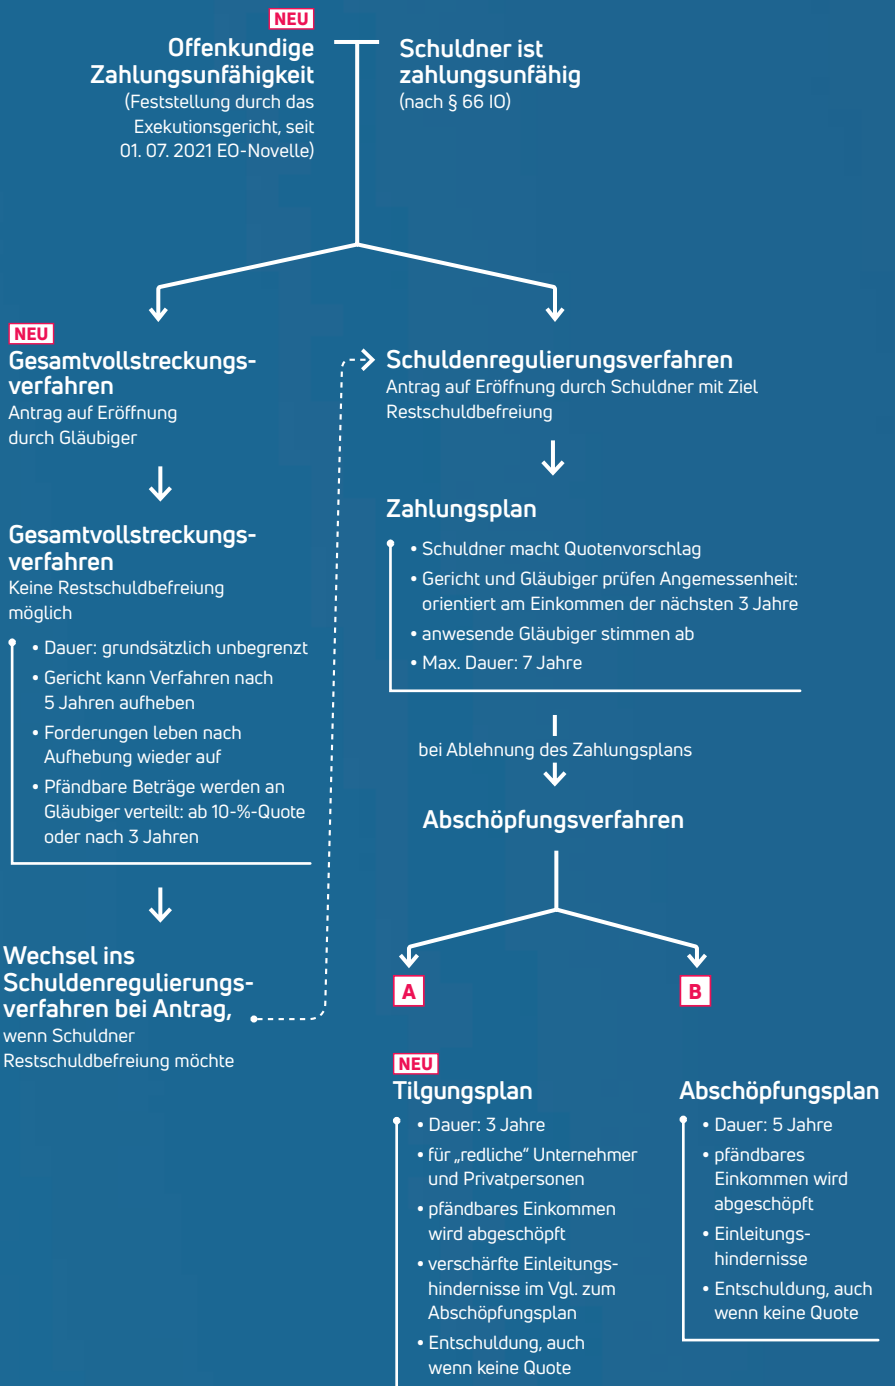 NEU
Offenkundige
Zahlungsunfähigkeit
(Feststellung durch das
Exekutionsgericht, seit
01. 07. 2021 EO-Novelle)
Schuldner ist
zahlungsunfähig
(nach § 66 IO)
NEU
Gesamtvollstreckungs-
verfahren
Antrag auf Eröffnung
durch Gläubiger
Gesamtvollstreckungs-
verfahren
Keine Restschuldbefreiung
möglich
• Dauer: grundsätzlich unbegrenzt
• Gericht kann Verfahren nach
5 Jahren aufheben
• Forderungen leben nach
Aufhebung wieder auf
• Pfändbare Beträge werden an
Gläubiger verteilt: ab 10-%-Quote
oder nach 3 Jahren
Wechsel ins
Schuldenregulierungs-
verfahren bei Antrag,
wenn Schuldner
Restschuldbefreiung möchte
Schuldenregulierungsverfahren
Antrag auf Eröffnung durch Schuldner mit Ziel
Restschuldbefreiung
Zahlungsplan
• Schuldner macht Quotenvorschlag
• Gericht und Gläubiger prüfen Angemessenheit:
orientiert am Einkommen der nächsten 3 Jahre
• anwesende Gläubiger stimmen ab
• Max. Dauer: 7 Jahre
bei Ablehnung des Zahlungsplans
Abschöpfungsverfahren
A
NEU
Tilgungsplan
• Dauer: 3 Jahre
• für „redliche“ Unternehmer
und Privatpersonen
• pfändbares Einkommen
wird abgeschöpft
• verschärfte Einleitungs-
hindernisse im Vgl. zum
Abschöpfungsplan
• Entschuldung, auch
wenn keine Quote
B
Abschöpfungsplan
• Dauer: 5 Jahre
• pfändbares
Einkommen wird
abgeschöpft
• Einleitungs-
hindernisse
• Entschuldung, auch
wenn keine Quote